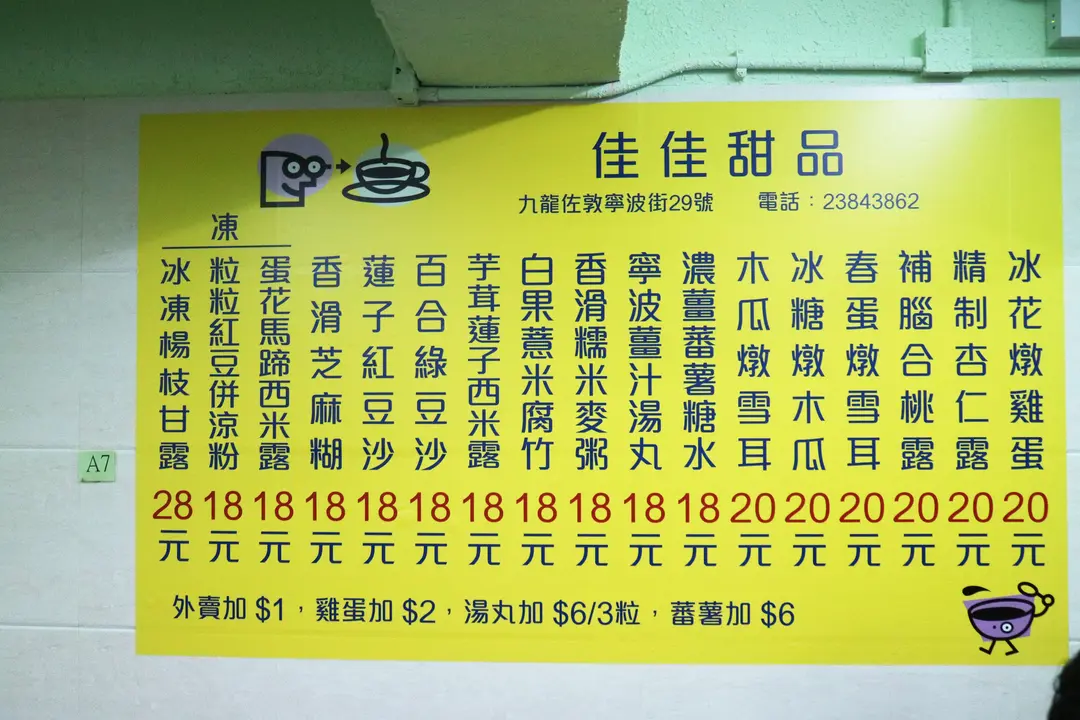 佳佳甜品
九龍佐敦寧波街29號 電話：23843862
凍
冰花燉雞蛋 20元
精制杏仁露 20元
補腦合桃露 20元
春蛋燉雪耳 20元
冰糖燉木瓜 20元
木瓜燉雪耳 20元
濃薑蕃薯糖水 18元
寧波薑汁湯丸 18元
香滑糯米麥粥 18元
白果薏米腐竹 18元
芋茸蓮子西米露 18元
百合綠豆沙 18元
蓮子紅豆沙 18元
香滑芝麻糊 18元
蛋花馬蹄西米露 18元
粒粒紅豆併涼粉 18元
冰凍楊枝甘露 28元
外賣加 $1，雞蛋加 $2，湯丸加 $6/3粒，蕃薯加 $6
A7